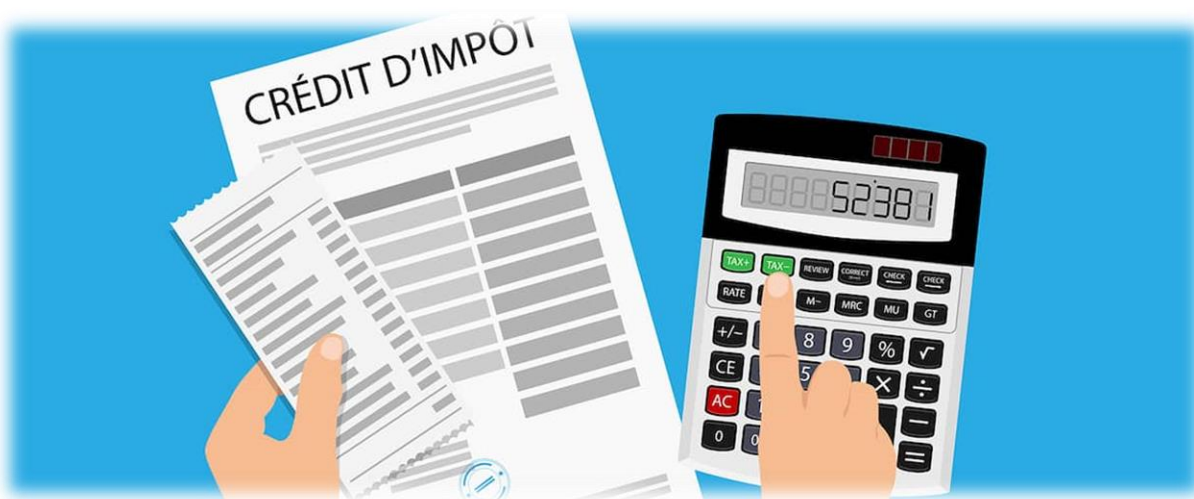 CRÉDIT D'IMPÔT
52381
TAX+ TAX- REVIEW CORRECT CHECK CHECK
RATE M- MRC MU GT
+/- 8 9 % √
CE 5 X ÷
AC 1 −
0 0 =